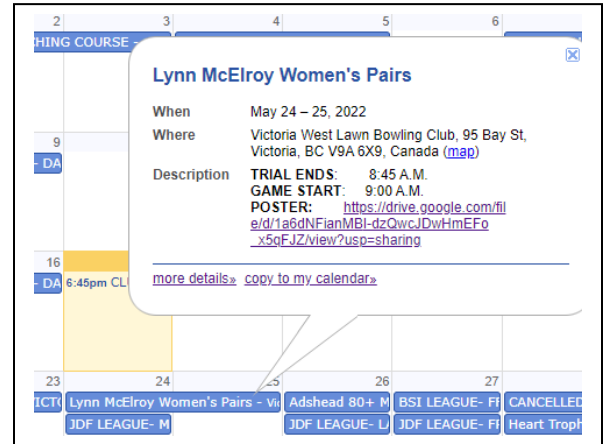 2 3 4 5 6
HING COURSE -
Lynn McElroy Women's Pairs
When May 24 – 25, 2022
Where Victoria West Lawn Bowling Club, 95 Bay St,
Victoria, BC V9A 6X9, Canada (map)
Description TRIAL ENDS: 8:45 A.M.
GAME START: 9:00 A.M.
POSTER: https://drive.google.com/fil
e/d/1a6dNFianMBI-dzQwcJDwHmEFo
_x5qFJZ/view?usp=sharing
more details» copy to my calendar»
9
- DA
16
- DA 6:45pm CL
23 24 25 26 27
ICT Lynn McElroy Women's Pairs - Vic Adshead 80+ M BSI LEAGUE- FF CANCELLED
JDF LEAGUE- M JDF LEAGUE- L JDF LEAGUE- FF Heart Troph